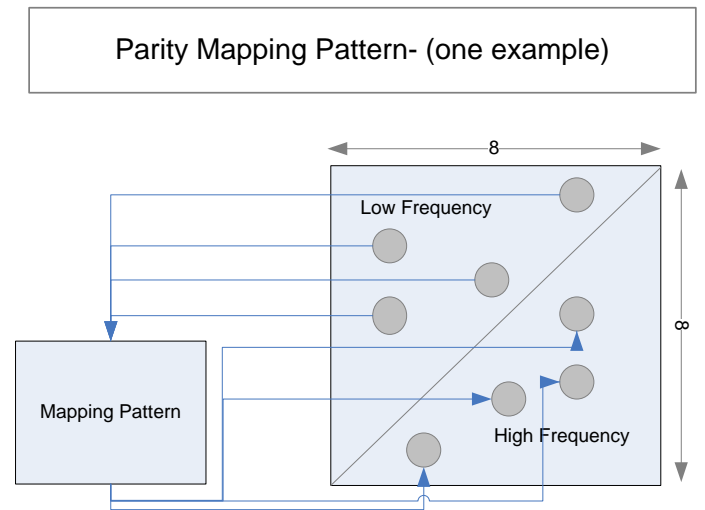 Parity Mapping Pattern- (one example)
8
Low Frequency
8
Mapping Pattern
High Frequency